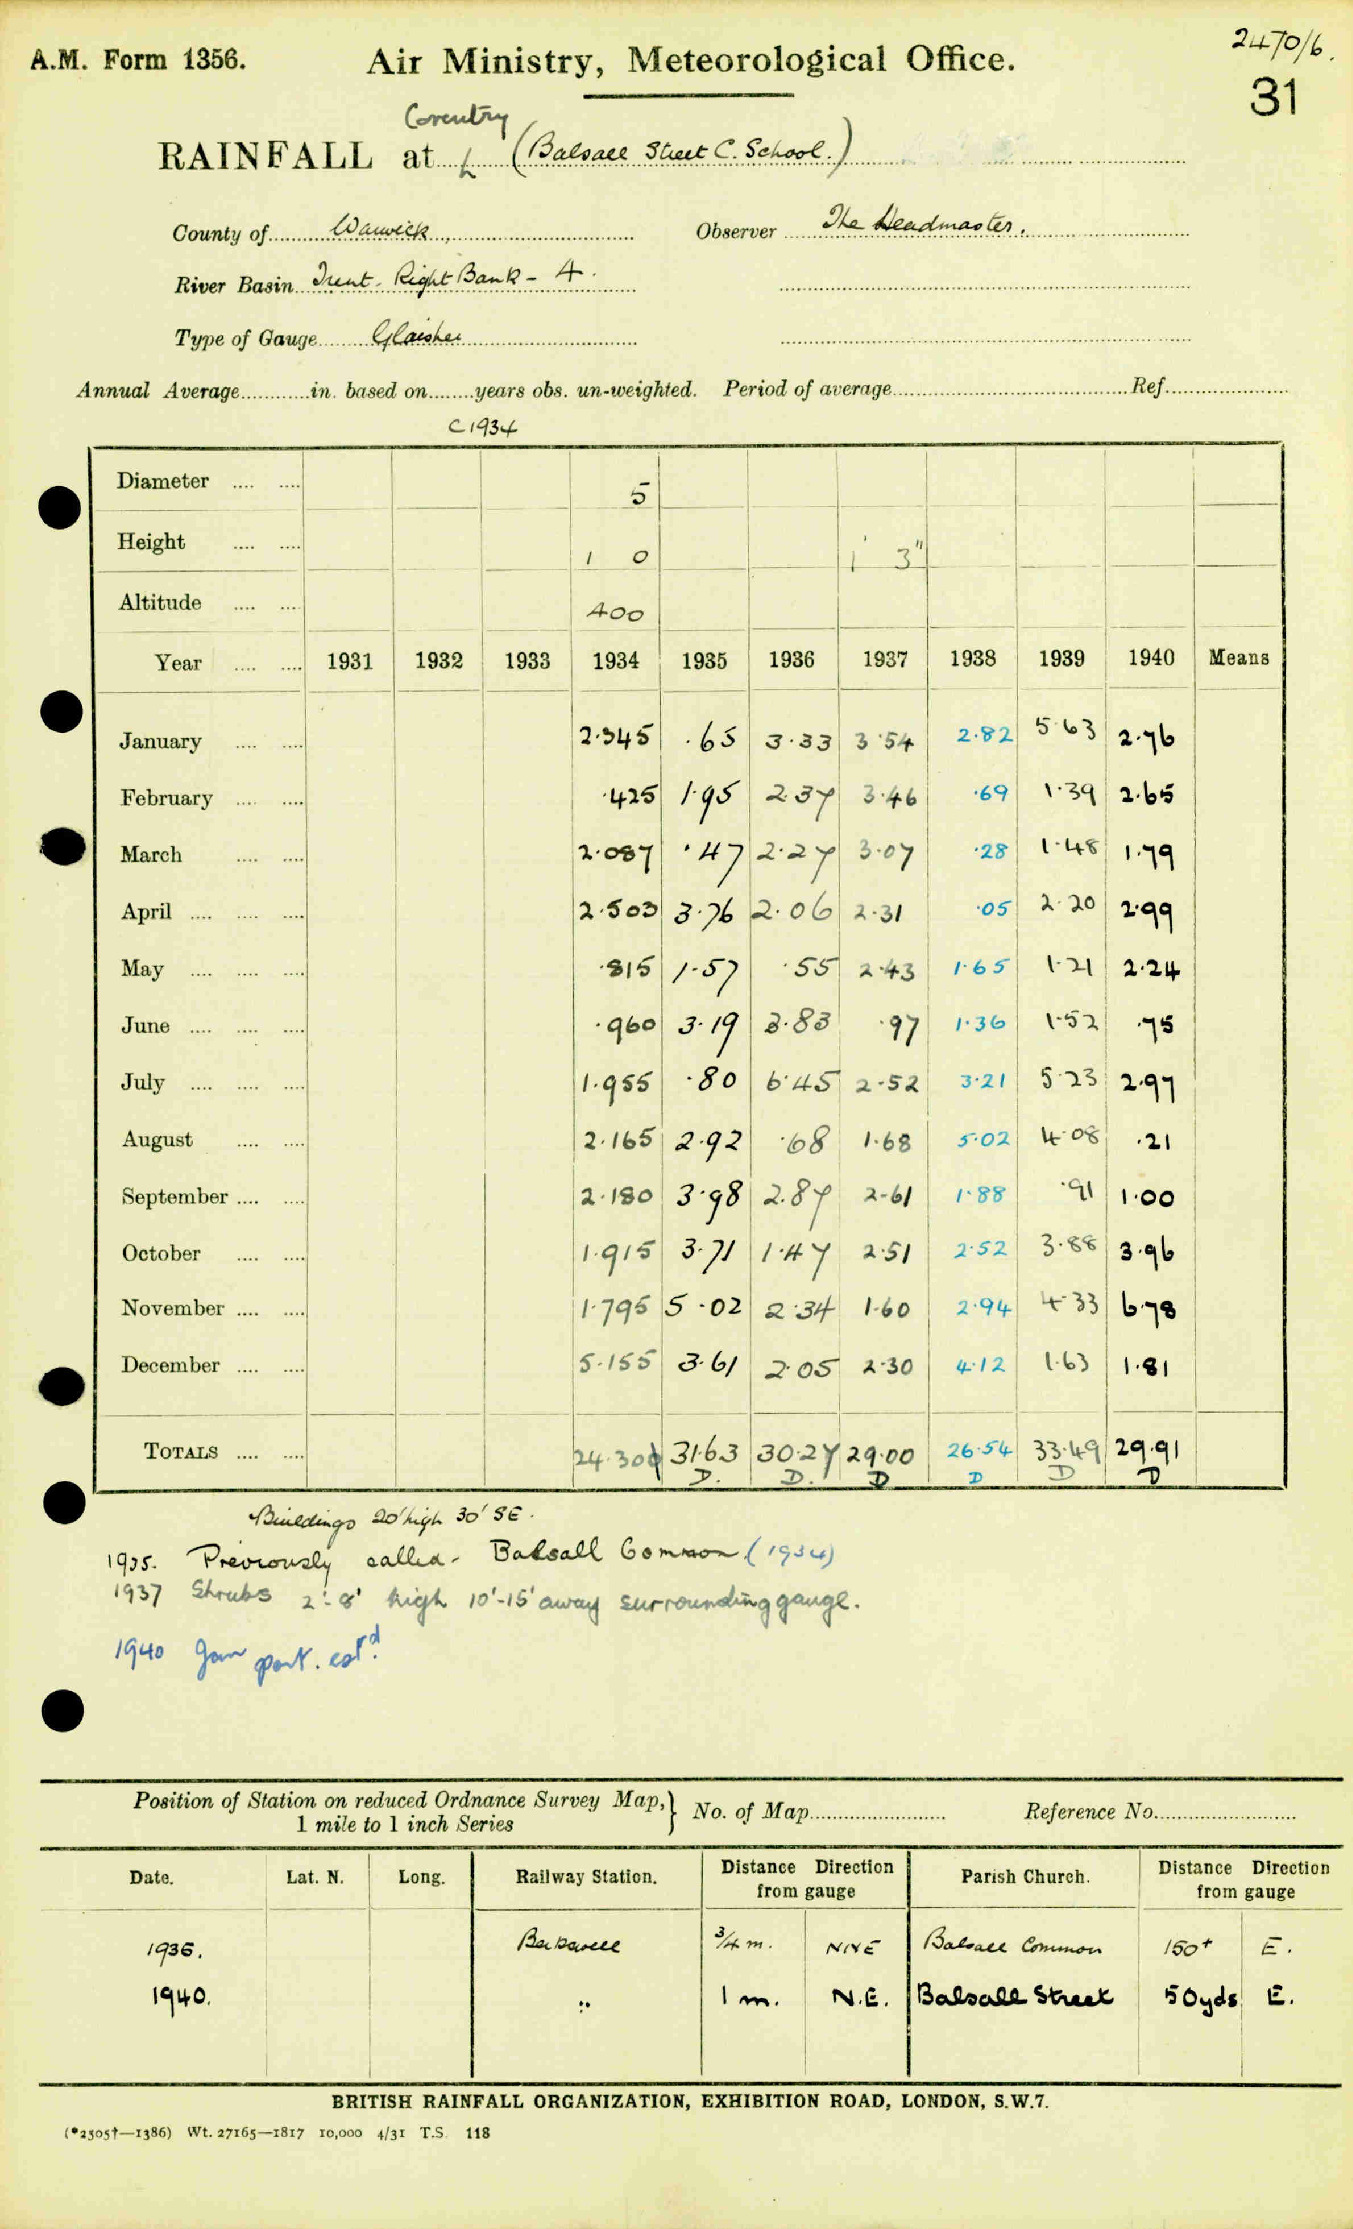 2470/6.
A.M. Form 1356. Air Ministry, Meteorological Office.
31
Coventry
RAINFALL at (Balsall Street C. School.)
County of Warwick, Observer The Headmaster.
River Basin Trent. Right Bank - 4.
Type of Gauge Glaisher
Annual Average in. based on years obs. un-weighted. Period of average Ref.
C1934
Diameter 5
Height 1 0 1' 3"
Altitude 400
Year 1931 1932 1933 1934 1935 1936 1937 1938 1939 1940 Means
January 2.345 .65 3.33 3.54 2.82 5.63 2.76
February .425 1.95 2.37 3.46 .69 1.39 2.65
March 2.087 .47 2.27 3.07 .28 1.48 1.79
April 2.503 3.76 2.06 2.31 .05 2.20 2.99
May .815 1.57 .55 2.43 1.65 1.21 2.24
June .960 3.19 3.83 .97 1.36 1.52 .75
July 1.955 .80 6.45 2.52 3.21 5.23 2.97
August 2.165 2.92 .68 1.68 5.02 4.08 .21
September 2.180 3.98 2.87 2.61 1.88 .91 1.00
October 1.915 3.71 1.47 2.51 2.52 3.88 3.96
November 1.795 5.02 2.34 1.60 2.94 4.33 6.78
December 5.155 3.61 2.05 2.30 4.12 1.63 1.81
TOTALS 24.300 31.63 30.27 29.00 26.54 33.49 29.91
D. D. D D D D
Buildings 20' high 30' SE.
1935. Previously called - Balsall Common. (1934)
1937 Shrubs 2'-8' high 10'-15' away surrounding gauge.
1940 Jan part. estd.
Position of Station on reduced Ordnance Survey Map, 1 mile to 1 inch Series No. of Map Reference No.
Date. Lat. N. Long. Railway Station. Distance Direction from gauge Parish Church. Distance Direction from gauge
1936. Berkswell 3/4 m. NNE Balsall Common 150+ E.
1940. " 1 m. N.E. Balsall Street 50yds E.
BRITISH RAINFALL ORGANIZATION, EXHIBITION ROAD, LONDON, S.W.7.
(*2505†—1386) Wt. 27165—1817 10,000 4/31 T.S. 118